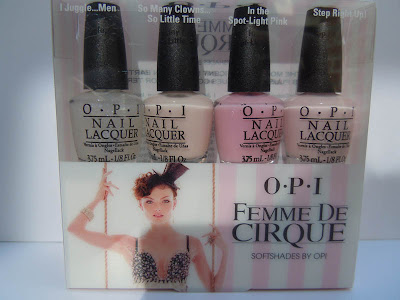 I Juggle...Men
So Many Clowns...
So Little Time
In the
Spot-Light Pink
Step Right Up!
O·P·I
NAIL
LACQUER
3.75 mL-1/8 Fl Oz
O·P·I
NAIL
LACQUER
3.75 mL-1/8 Fl Oz
O·P·I
NAIL
LACQUER
3.75 mL-1/8 Fl Oz
O·P·I
NAIL
LACQUER
3.75 mL-1/8 Fl Oz
O·P·I
FEMME DE
CIRQUE
SOFTSHADES BY OPI